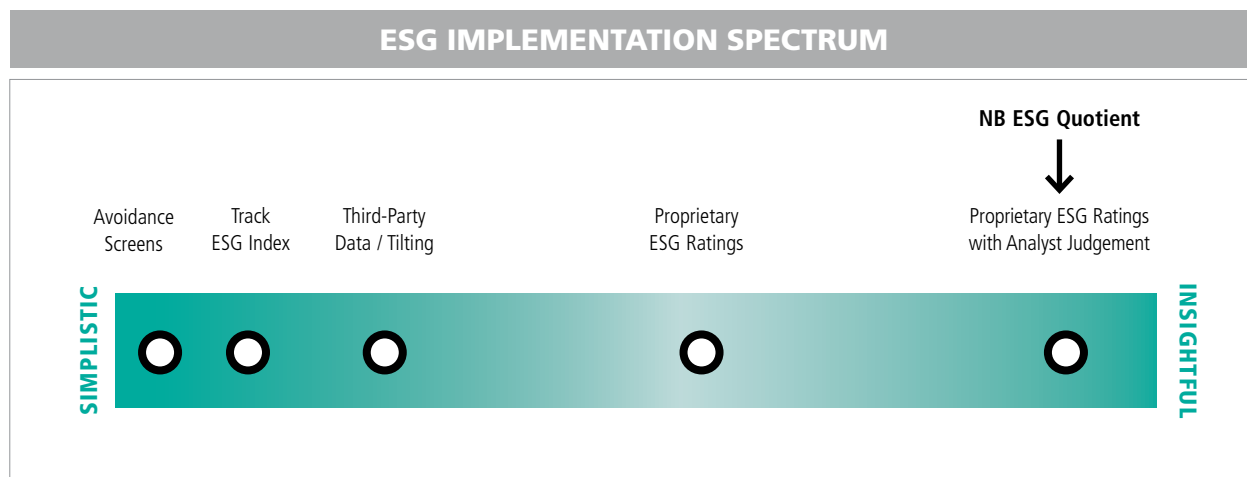 ESG IMPLEMENTATION SPECTRUM
NB ESG Quotient
Avoidance
Screens
Track
ESG Index
Third-Party
Data / Tilting
Proprietary
ESG Ratings
Proprietary ESG Ratings
with Analyst Judgement
SIMPLISTIC
INSIGHTFUL